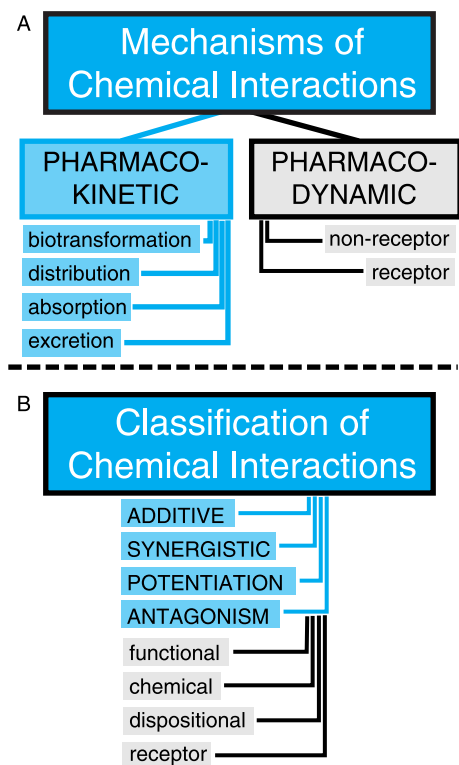 A
Mechanisms of
Chemical Interactions
PHARMACO-
KINETIC
biotransformation
distribution
absorption
excretion
PHARMACO-
DYNAMIC
non-receptor
receptor
B
Classification of
Chemical Interactions
ADDITIVE
SYNERGISTIC
POTENTIATION
ANTAGONISM
functional
chemical
dispositional
receptor